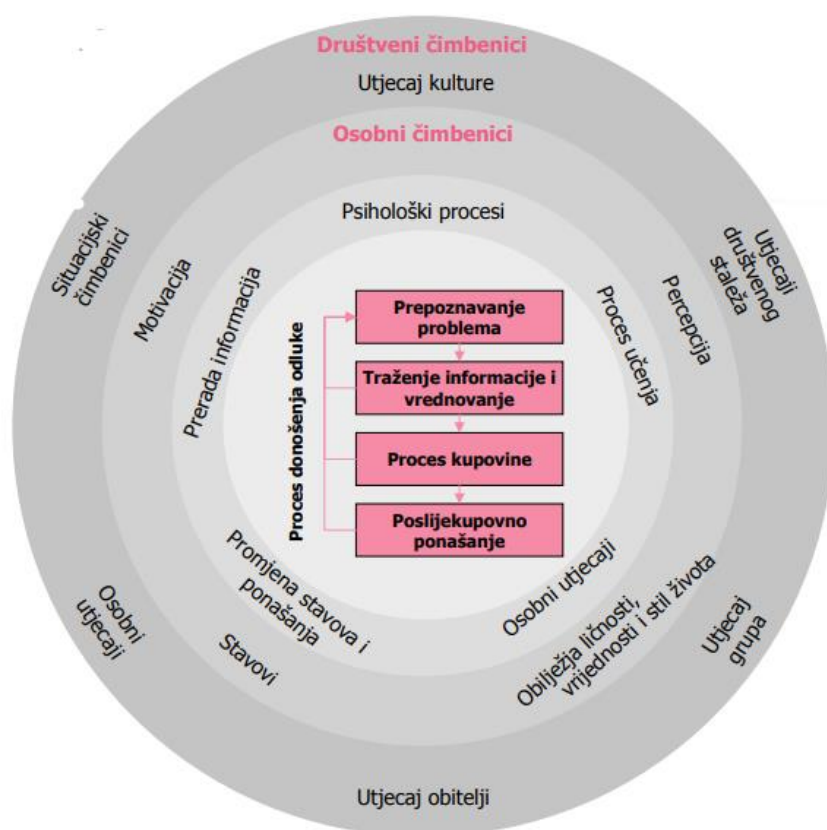 Društveni čimbenici
Utjecaj kulture
Osobni čimbenici
Psihološki procesi
Situacijski
čimbenici
Motivacija
Prerada informacija
Proces učenja
Percepcija
Utjecaji
društvenog
staleža
Proces donošenja odluke
Prepoznavanje
problema
Traženje informacije i
vrednovanje
Proces kupovine
Poslijekupovno
ponašanje
Osobni
utjecaji
Stavovi
Promjena stavova i
ponašanja
Osobni utjecaji
Obilježja ličnosti,
vrijednosti i stil života
Utjecaj
grupa
Utjecaj obitelji